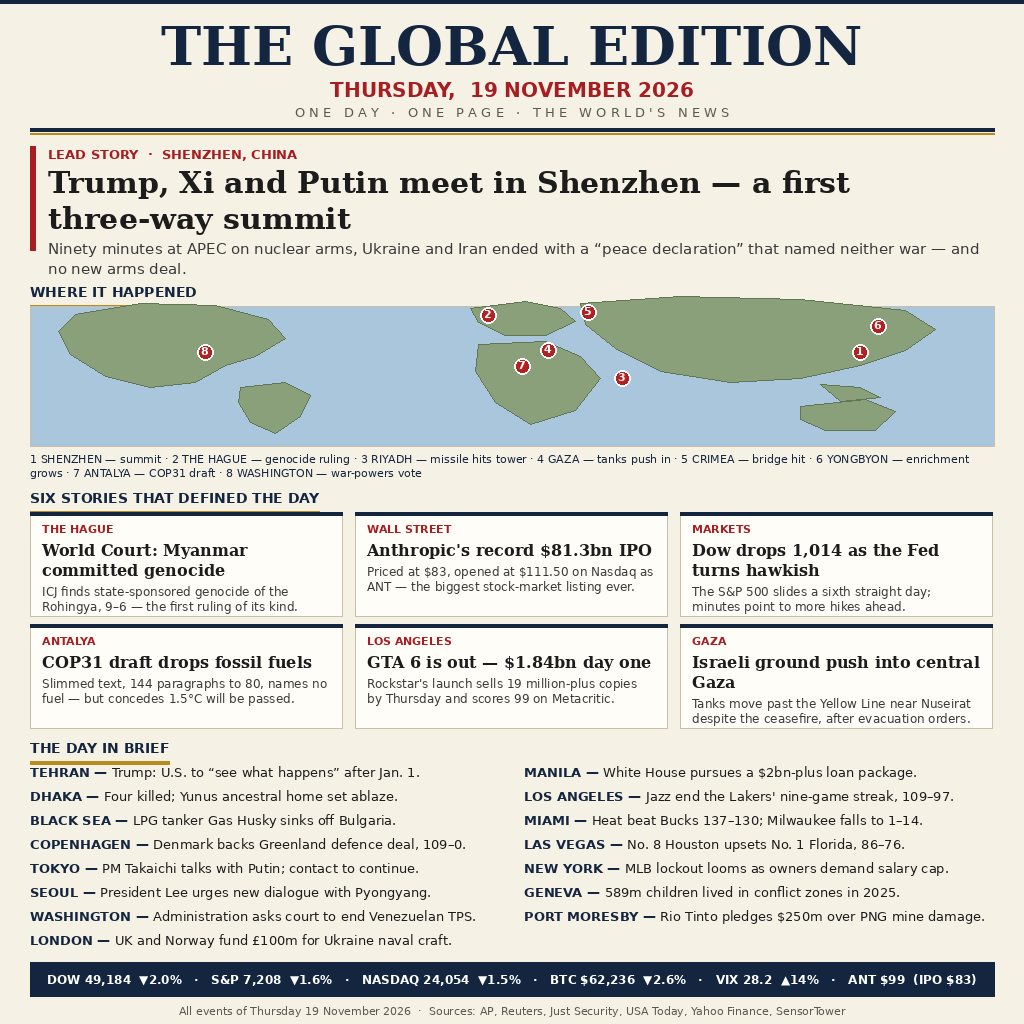 THE GLOBAL EDITION
THURSDAY, 19 NOVEMBER 2026
ONE DAY · ONE PAGE · THE WORLD'S NEWS
LEAD STORY · SHENZHEN, CHINA
Trump, Xi and Putin meet in Shenzhen — a first
three-way summit
Ninety minutes at APEC on nuclear arms, Ukraine and Iran ended with a “peace declaration” that named neither war — and
no new arms deal.
WHERE IT HAPPENED
2
5
6
8
4
1
7
3
1 SHENZHEN — summit · 2 THE HAGUE — genocide ruling · 3 RIYADH — missile hits tower · 4 GAZA — tanks push in · 5 CRIMEA — bridge hit · 6 YONGBYON — enrichment
grows · 7 ANTALYA — COP31 draft · 8 WASHINGTON — war-powers vote
SIX STORIES THAT DEFINED THE DAY
THE HAGUE
World Court: Myanmar
committed genocide
ICJ finds state-sponsored genocide of the
Rohingya, 9–6 — the first ruling of its kind.
WALL STREET
Anthropic's record $81.3bn IPO
Priced at $83, opened at $111.50 on Nasdaq as
ANT — the biggest stock-market listing ever.
MARKETS
Dow drops 1,014 as the Fed
turns hawkish
The S&P 500 slides a sixth straight day;
minutes point to more hikes ahead.
ANTALYA
COP31 draft drops fossil fuels
Slimmed text, 144 paragraphs to 80, names no
fuel — but concedes 1.5°C will be passed.
LOS ANGELES
GTA 6 is out — $1.84bn day one
Rockstar's launch sells 19 million-plus copies
by Thursday and scores 99 on Metacritic.
GAZA
Israeli ground push into central
Gaza
Tanks move past the Yellow Line near Nuseirat
despite the ceasefire, after evacuation orders.
THE DAY IN BRIEF
TEHRAN — Trump: U.S. to “see what happens” after Jan. 1.
DHAKA — Four killed; Yunus ancestral home set ablaze.
BLACK SEA — LPG tanker Gas Husky sinks off Bulgaria.
COPENHAGEN — Denmark backs Greenland defence deal, 109–0.
TOKYO — PM Takaichi talks with Putin; contact to continue.
SEOUL — President Lee urges new dialogue with Pyongyang.
WASHINGTON — Administration asks court to end Venezuelan TPS.
LONDON — UK and Norway fund £100m for Ukraine naval craft.
MANILA — White House pursues a $2bn-plus loan package.
LOS ANGELES — Jazz end the Lakers' nine-game streak, 109–97.
MIAMI — Heat beat Bucks 137–130; Milwaukee falls to 1–14.
LAS VEGAS — No. 8 Houston upsets No. 1 Florida, 86–76.
NEW YORK — MLB lockout looms as owners demand salary cap.
GENEVA — 589m children lived in conflict zones in 2025.
PORT MORESBY — Rio Tinto pledges $250m over PNG mine damage.
DOW 49,184 ▼2.0% · S&P 7,208 ▼1.6% · NASDAQ 24,054 ▼1.5% · BTC $62,236 ▼2.6% · VIX 28.2 ▲14% · ANT $99 (IPO $83)
All events of Thursday 19 November 2026 · Sources: AP, Reuters, Just Security, USA Today, Yahoo Finance, SensorTower